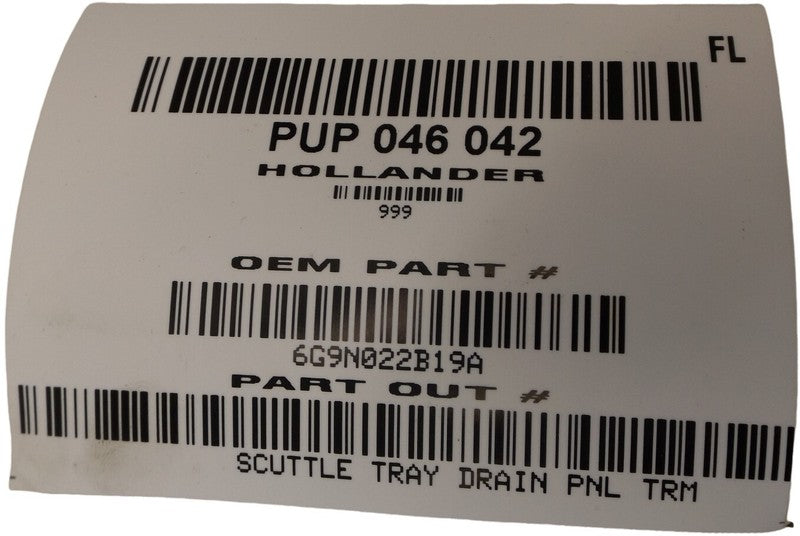 FL
PUP 046 042
HOLLANDER
999
OEM PART #
6G9N022B19A
PART OUT #
SCUTTLE TRAY DRAIN PNL TRM